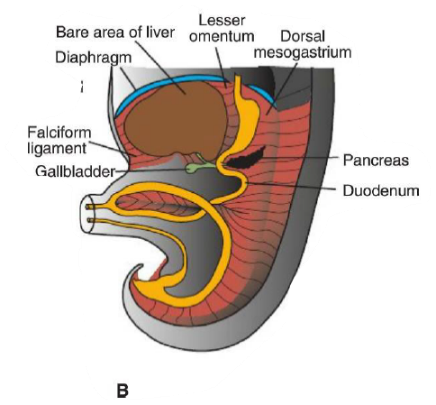 Bare area of liver
Diaphragm
Lesser
omentum
Dorsal
mesogastrium
Falciform
ligament
Gallbladder
Pancreas
Duodenum
B